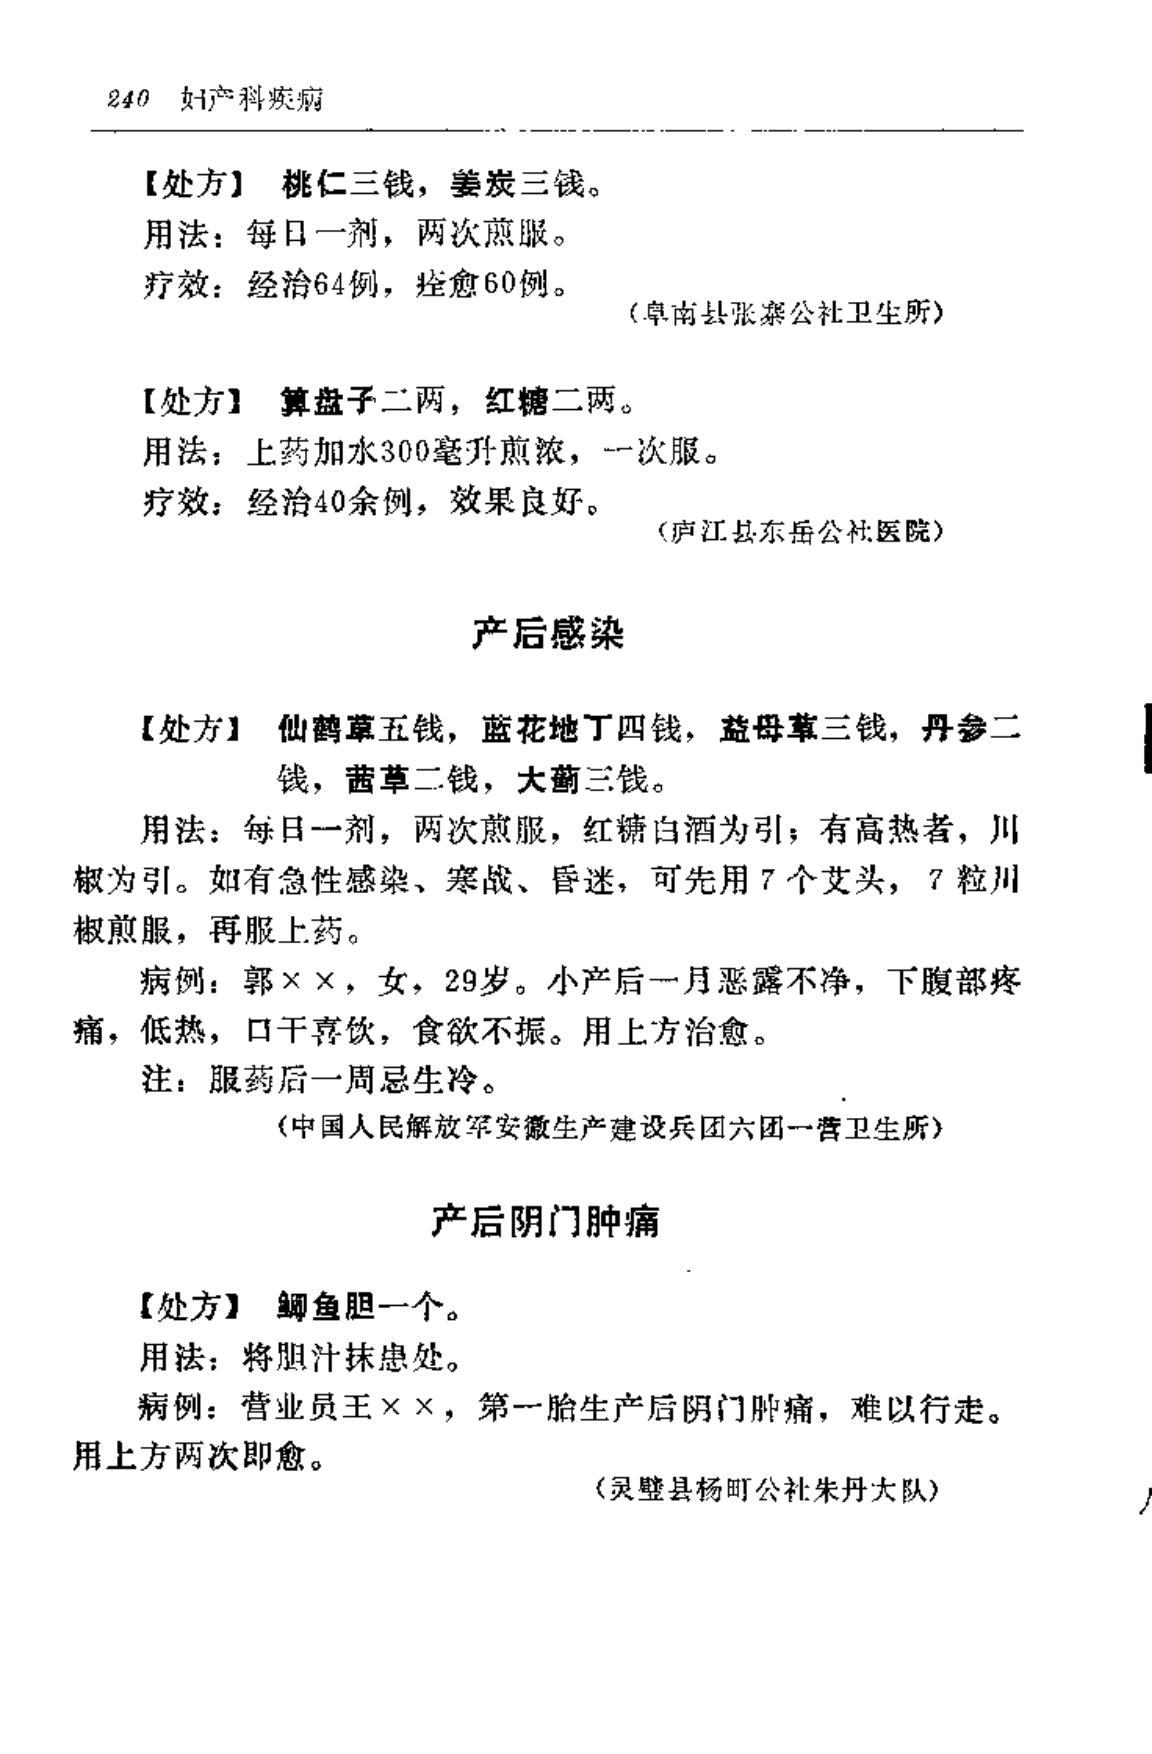 240 妇产科疾病
【处方】 桃仁三钱，姜炭三钱。
用法：每日一剂，两次煎服。
疗效：经治64例，痊愈60例。
（阜南县张寨公社卫生所）
【处方】 算盘子二两，红糖二两。
用法：上药加水300毫升煎浓，一次服。
疗效：经治40余例，效果良好。
（庐江县东岳公社医院）
产后感染
【处方】 仙鹤草五钱，蓝花地丁四钱，益母草三钱，丹参二
钱，茜草二钱，大蓟三钱。
用法：每日一剂，两次煎服，红糖白酒为引；有高热者，川
椒为引。如有急性感染、寒战、昏迷，可先用7个艾头，7粒川
椒煎服，再服上药。
病例：郭××，女，29岁。小产后一月恶露不净，下腹部疼
痛，低热，口干喜饮，食欲不振。用上方治愈。
注：服药后一周忌生冷。
（中国人民解放军安徽生产建设兵团六团一营卫生所）
产后阴门肿痛
【处方】 鲫鱼胆一个。
用法：将胆汁抹患处。
病例：营业员王××，第一胎生产后阴门肿痛，难以行走。
用上方两次即愈。
（灵璧县杨町公社朱丹大队）